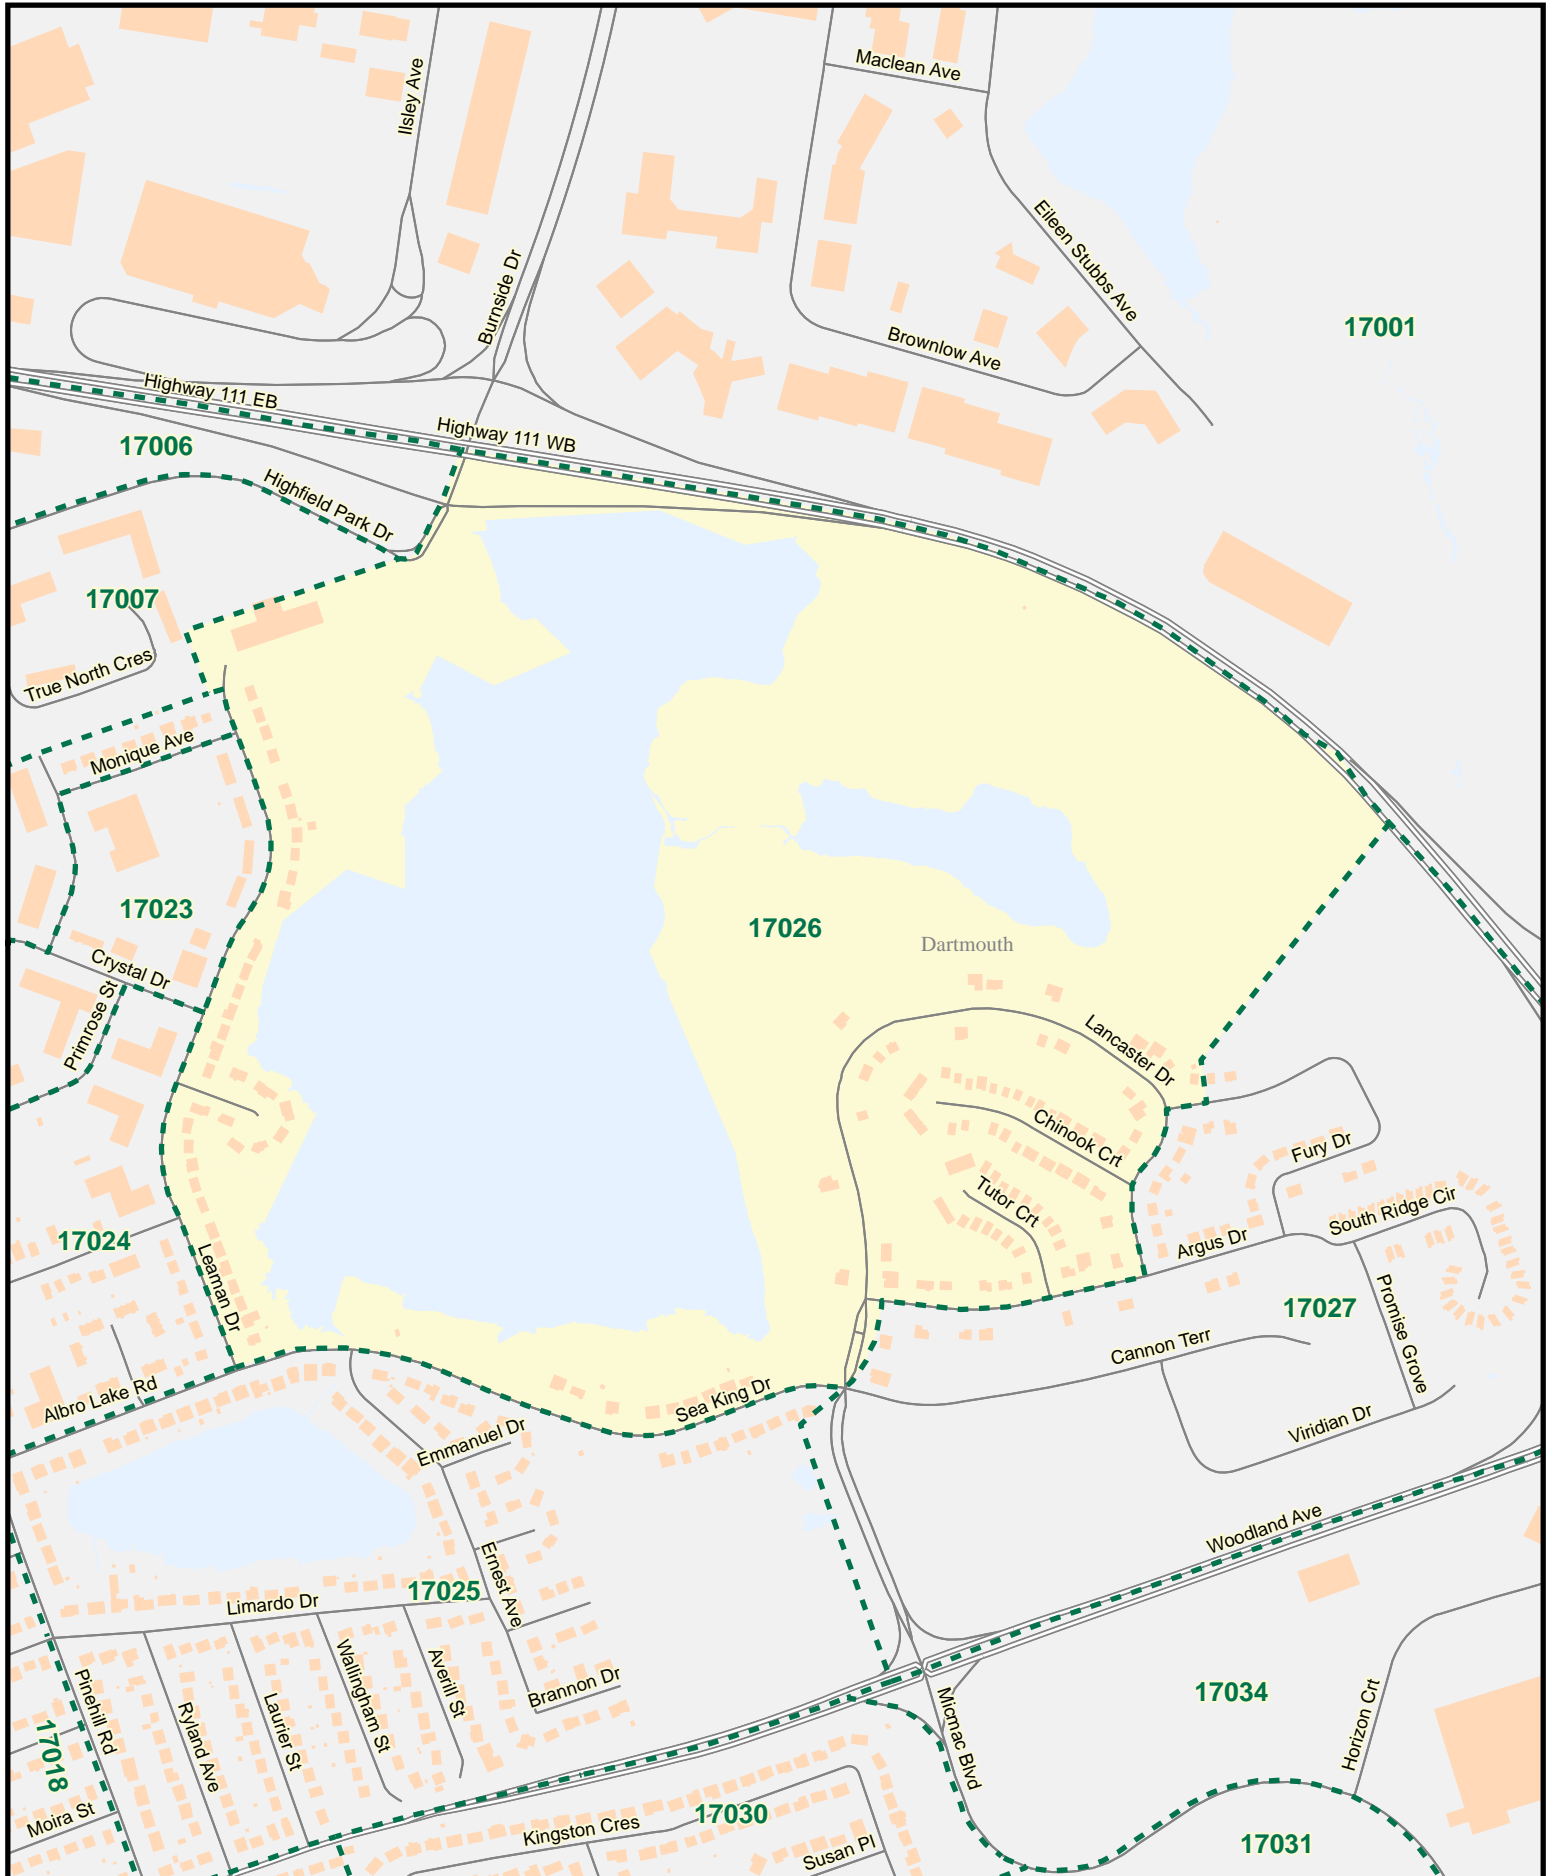 Maclean Ave
Ilsley Ave
Burnside Dr
Eileen Stubbs Ave
17001
Brownlow Ave
Highway 111 EB
Highway 111 WB
17006
Highfield Park Dr
17007
True North Cres
Monique Ave
17023
17026
Dartmouth
Crystal Dr
Primrose St
Lancaster Dr
Chinook Crt
Fury Dr
Tutor Crt
South Ridge Cir
17024
Argus Dr
Leaman Dr
17027
Promise Grove
Cannon Terr
Albro Lake Rd
Sea King Dr
Emmanuel Dr
Viridian Dr
Woodland Ave
Ernest Ave
17025
Limardo Dr
Wallingham St
Averill St
Brannon Dr
17034
Pinehill Rd
Ryland Ave
Laurier St
Micmac Blvd
Horizon Crt
17018
Moira St
17030
Kingston Cres
Susan Pl
17031